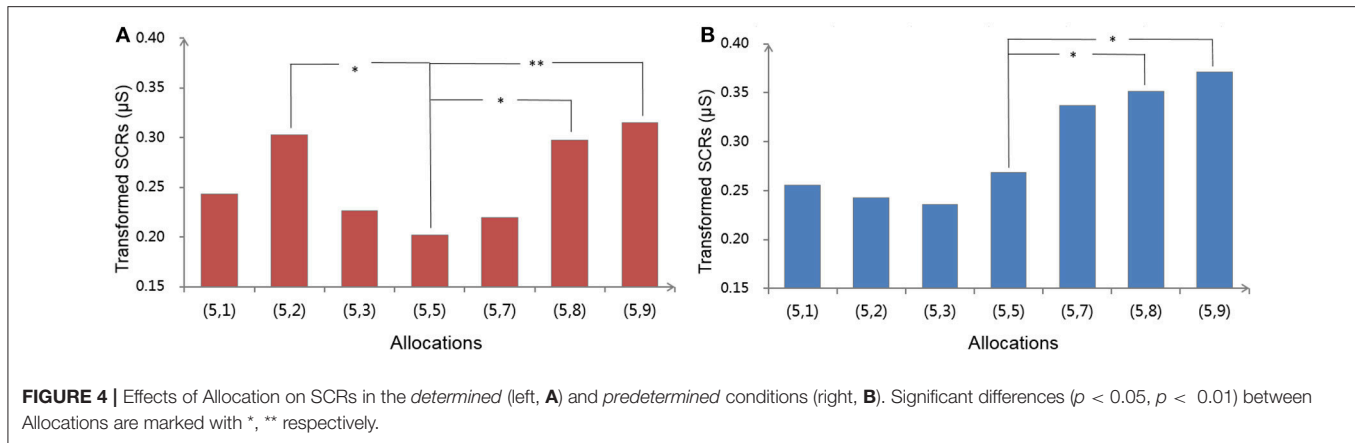 A
Transformed SCRs (µS)
0.40
0.35
0.30
0.25
0.20
0.15
*
**
*
(5,1) (5,2) (5,3) (5,5) (5,7) (5,8) (5,9)
Allocations
B
Transformed SCRs (µS)
0.40
0.35
0.30
0.25
0.20
0.15
*
*
(5,1) (5,2) (5,3) (5,5) (5,7) (5,8) (5,9)
Allocations
FIGURE 4 | Effects of Allocation on SCRs in the determined (left, A) and predetermined conditions (right, B). Significant differences (p < 0.05, p < 0.01) between
Allocations are marked with *, ** respectively.